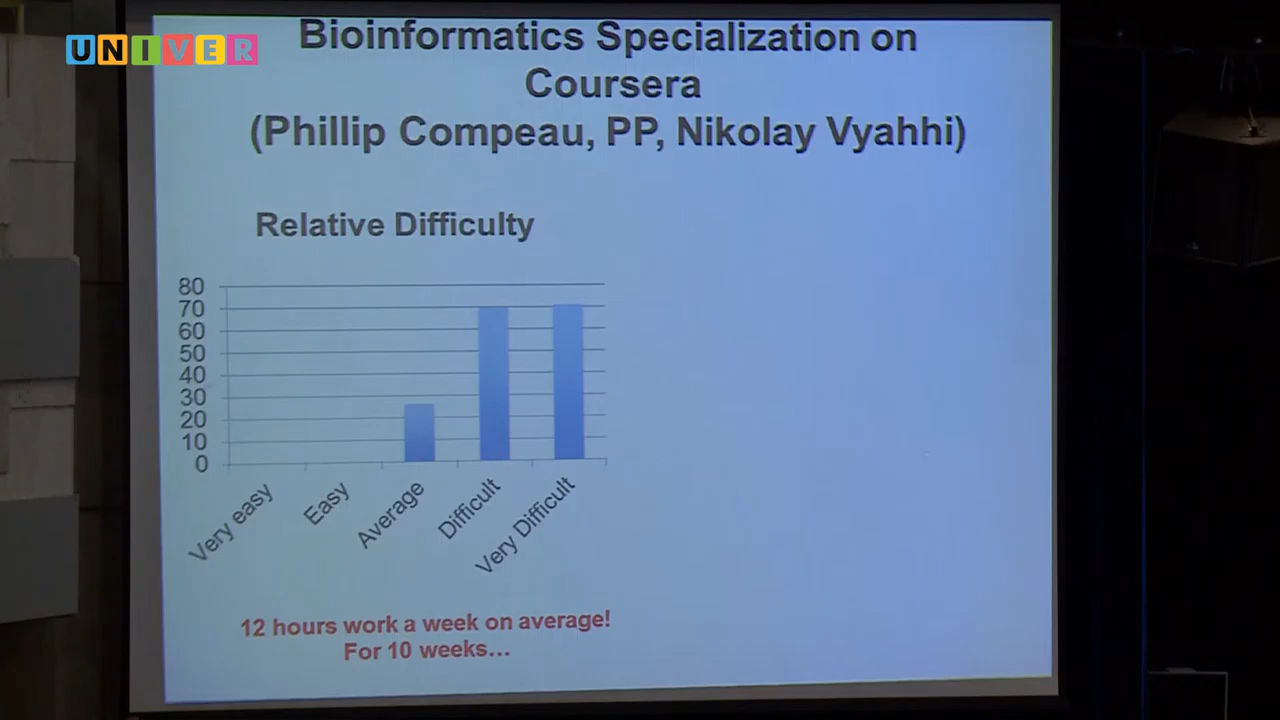 UNIVER
Bioinformatics Specialization on
Coursera
(Phillip Compeau, PP, Nikolay Vyahhi)
Relative Difficulty
80
70
60
50
40
30
20
10
0
Very easy
Easy
Average
Difficult
Very Difficult
12 hours work a week on average!
For 10 weeks...